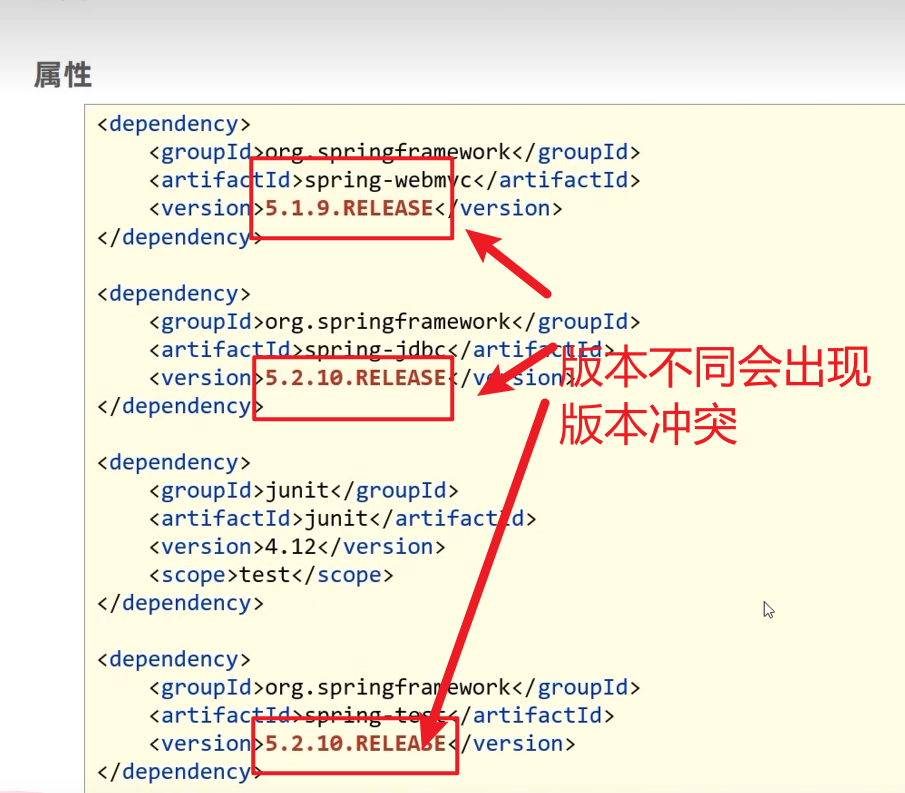 属性
<dependency>
<groupId>org.springframework</groupId>
<artifactId>spring-webmvc</artifactId>
<version>5.1.9.RELEASE</version>
</dependency>
<dependency>
<groupId>org.springframework</groupId>
<artifactId>spring-jdbc</artifactId>
<version>5.2.10.RELEASE</version>
</dependency>
版本不同会出现
版本冲突
<dependency>
<groupId>junit</groupId>
<artifactId>junit</artifactId>
<version>4.12</version>
<scope>test</scope>
</dependency>
<dependency>
<groupId>org.springframework</groupId>
<artifactId>spring-test</artifactId>
<version>5.2.10.RELEASE</version>
</dependency>